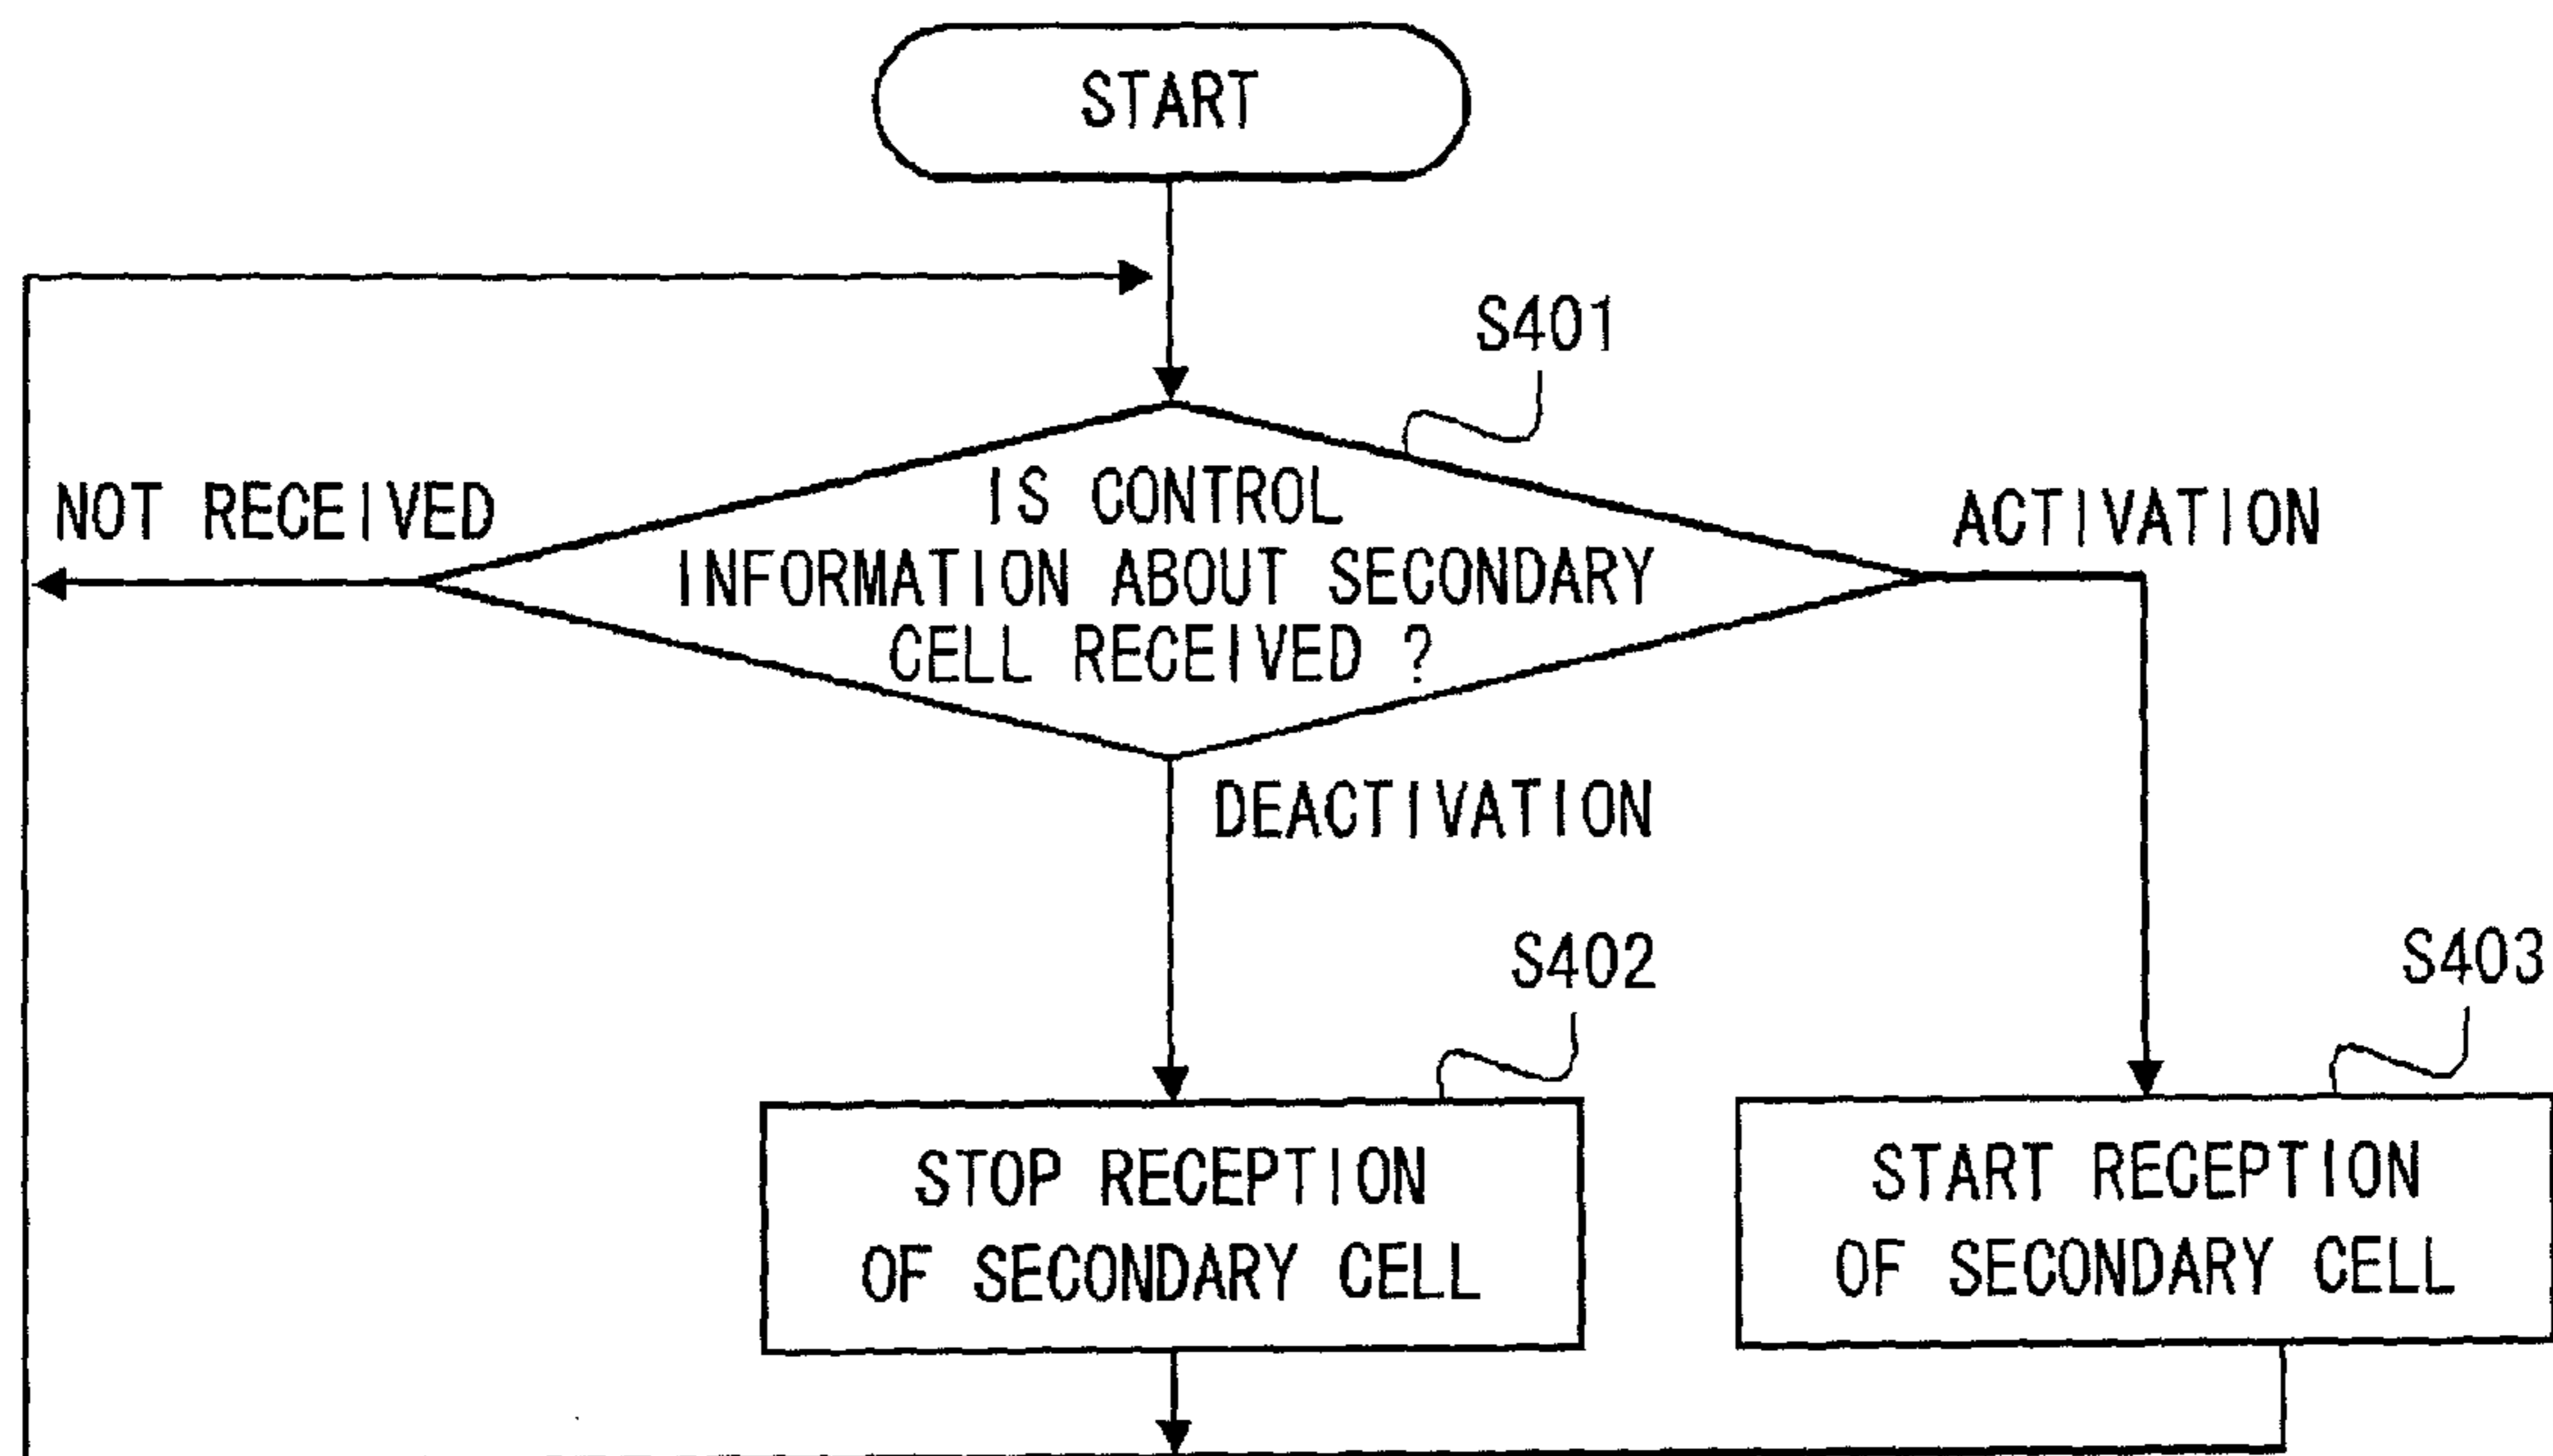 START
S401
IS CONTROL
INFORMATION ABOUT SECONDARY
CELL RECEIVED ?
NOT RECEIVED
ACTIVATION
DEACTIVATION
S402
S403
STOP RECEPTION
OF SECONDARY CELL
START RECEPTION
OF SECONDARY CELL